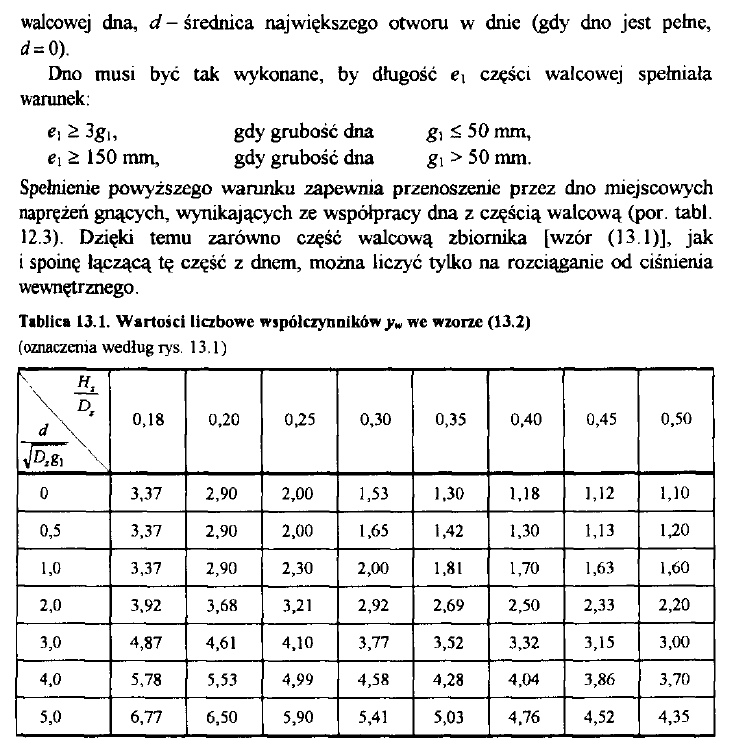 walcowej dna, d – średnica największego otworu w dnie (gdy dno jest pełne,
d = 0).
Dno musi być tak wykonane, by długość e₁ części walcowej spełniała
warunek:
e₁ ≥ 3g₁, gdy grubość dna g₁ ≤ 50 mm,
e₁ ≥ 150 mm, gdy grubość dna g₁ > 50 mm.
Spełnienie powyższego warunku zapewnia przenoszenie przez dno miejscowych
naprężeń gnących, wynikających ze współpracy dna z częścią walcową (por. tabl.
12.3). Dzięki temu zarówno część walcową zbiornika [wzór (13.1)], jak
i spoinę łączącą tę część z dnem, można liczyć tylko na rozciąganie od ciśnienia
wewnętrznego.
Tablica 13.1. Wartości liczbowe współczynników y_w we wzorze (13.2)
(oznaczenia według rys. 13.1)
H_z/D_z 0,18 0,20 0,25 0,30 0,35 0,40 0,45 0,50
d/√(D_z g₁)
0 3,37 2,90 2,00 1,53 1,30 1,18 1,12 1,10
0,5 3,37 2,90 2,00 1,65 1,42 1,30 1,13 1,20
1,0 3,37 2,90 2,30 2,00 1,81 1,70 1,63 1,60
2,0 3,92 3,68 3,21 2,92 2,69 2,50 2,33 2,20
3,0 4,87 4,61 4,10 3,77 3,52 3,32 3,15 3,00
4,0 5,78 5,53 4,99 4,58 4,28 4,04 3,86 3,70
5,0 6,77 6,50 5,90 5,41 5,03 4,76 4,52 4,35